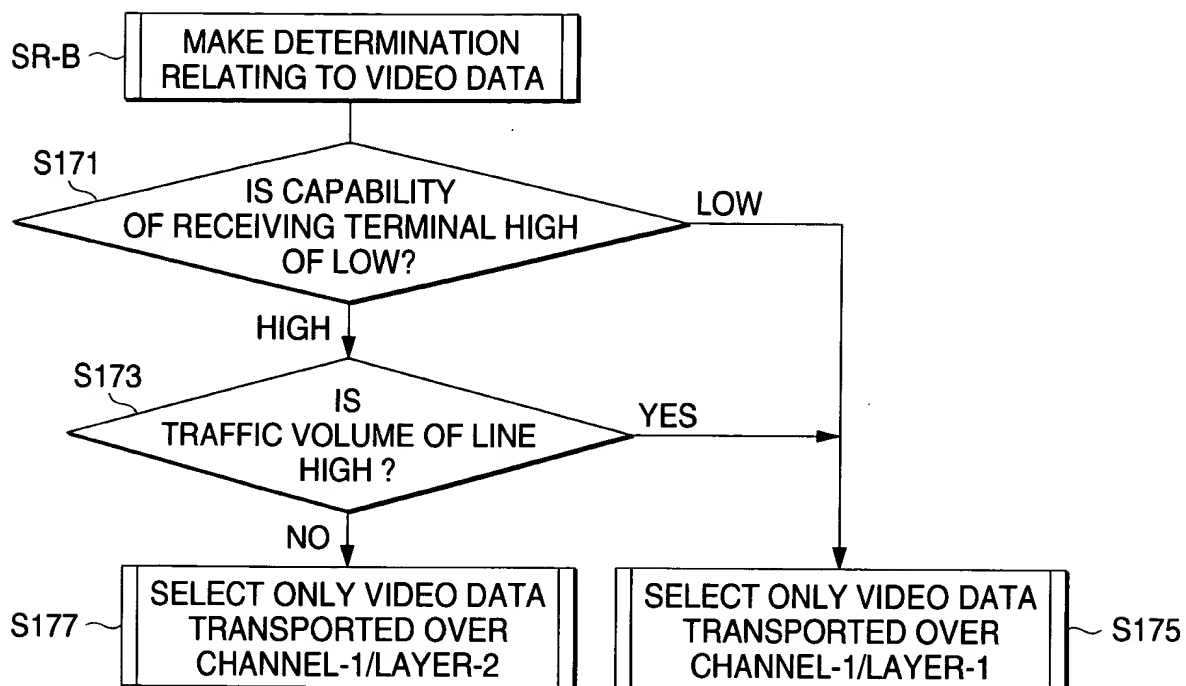 SR-B
MAKE DETERMINATION
RELATING TO VIDEO DATA
S171
IS CAPABILITY
OF RECEIVING TERMINAL HIGH
OF LOW?
LOW
HIGH
S173
IS
TRAFFIC VOLUME OF LINE
HIGH ?
YES
NO
S177
SELECT ONLY VIDEO DATA
TRANSPORTED OVER
CHANNEL-1/LAYER-2
SELECT ONLY VIDEO DATA
TRANSPORTED OVER
CHANNEL-1/LAYER-1
S175